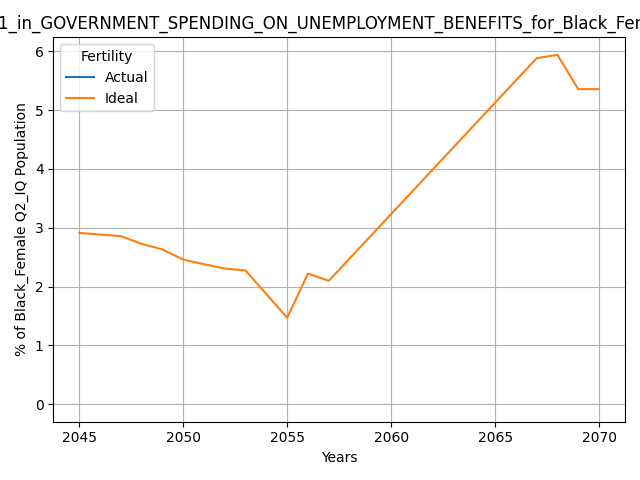 1_in_GOVERNMENT_SPENDING_ON_UNEMPLOYMENT_BENEFITS_for_Black_Fem
Fertility
Actual
Ideal
% of Black_Female Q2_IQ Population
6
5
4
3
2
1
0
2045 2050 2055 2060 2065 2070
Years